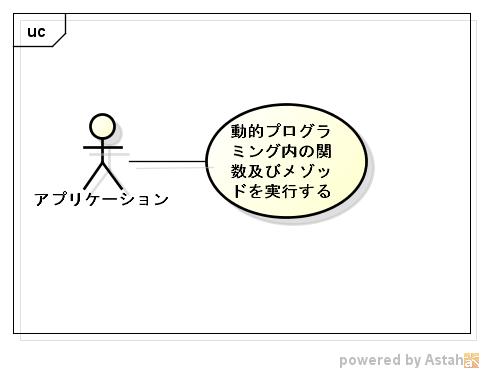 uc
動的プログラ
ミング内の関
数及びメゾッ
ドを実行する
アプリケーション
powered by Astah